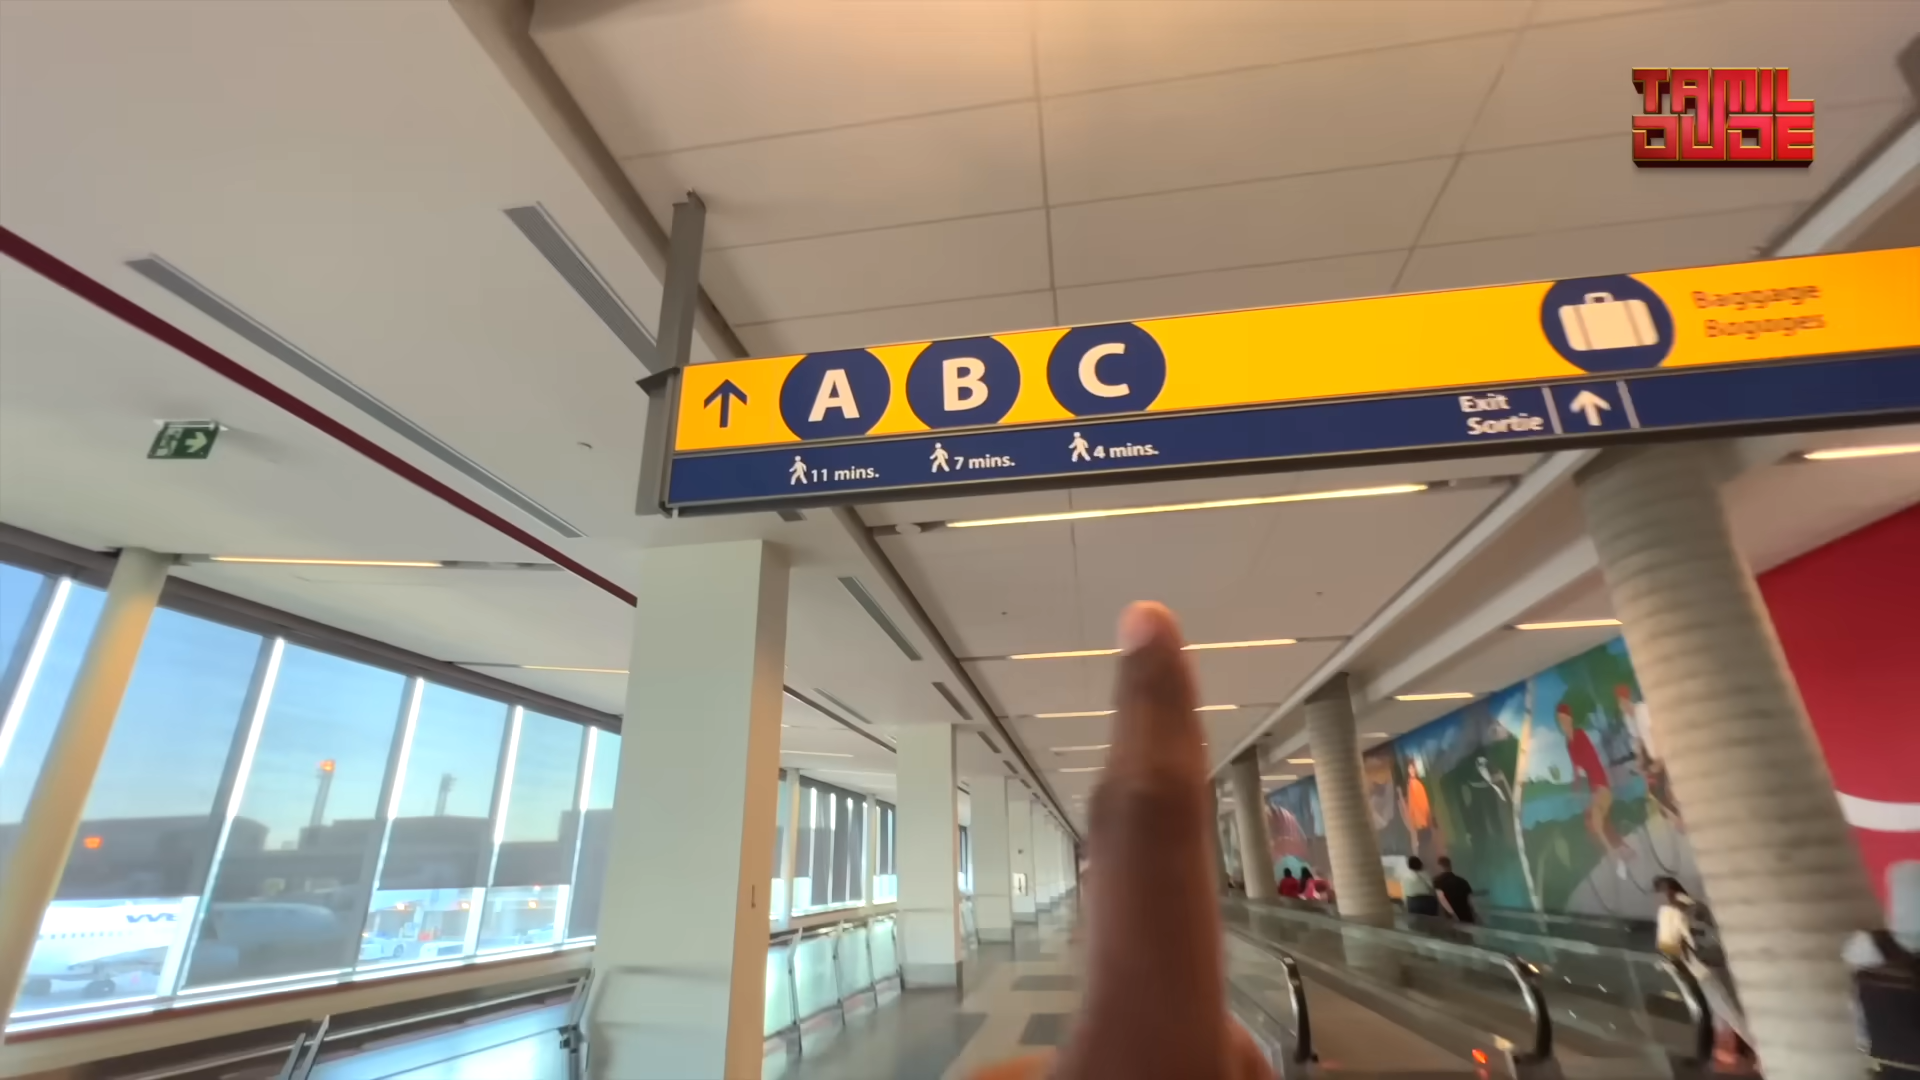 TAMIL
DUDE
A B C
Baggage
Bagages
11 mins. 7 mins. 4 mins.
Exit
Sortie